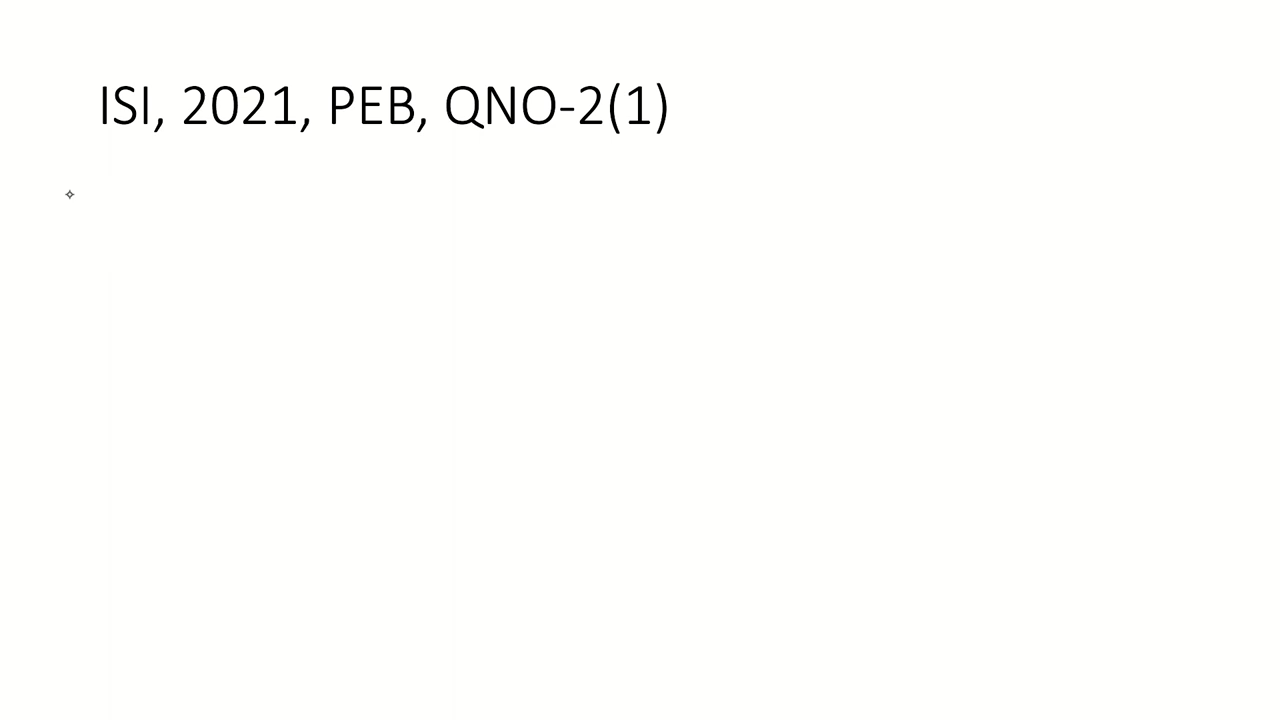 ISI, 2021, PEB, QNO-2(1)